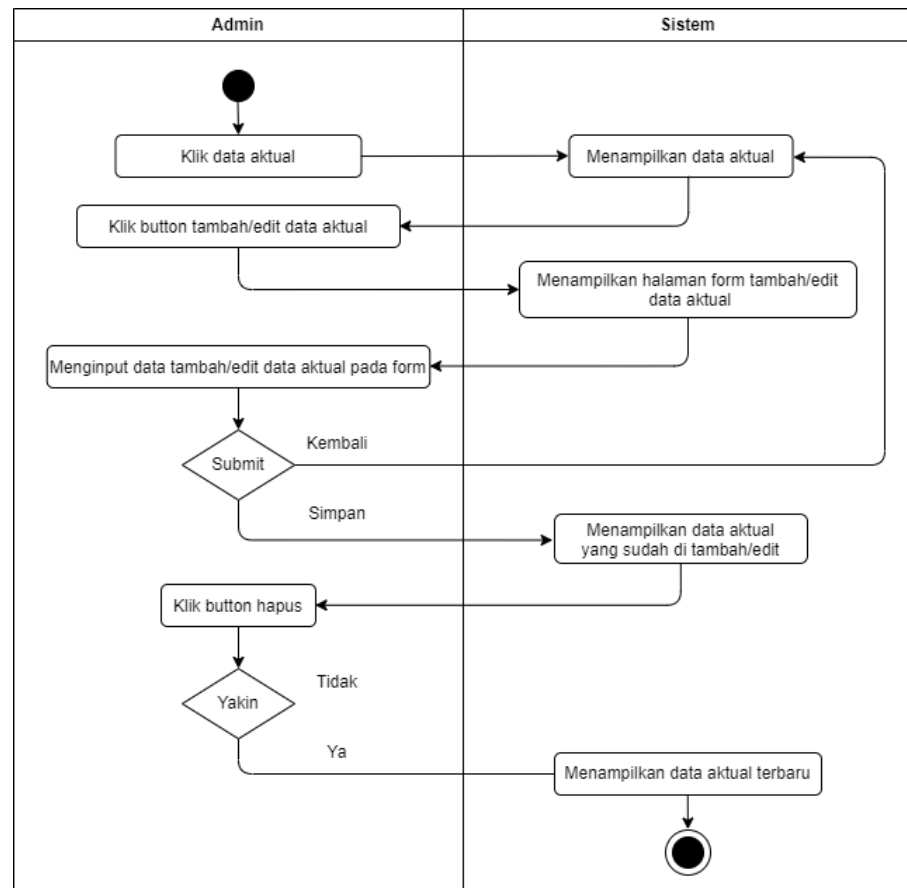 Admin
Sistem
Klik data aktual
Menampilkan data aktual
Klik button tambah/edit data aktual
Menampilkan halaman form tambah/edit
data aktual
Menginput data tambah/edit data aktual pada form
Submit
Kembali
Simpan
Menampilkan data aktual
yang sudah di tambah/edit
Klik button hapus
Yakin
Tidak
Ya
Menampilkan data aktual terbaru